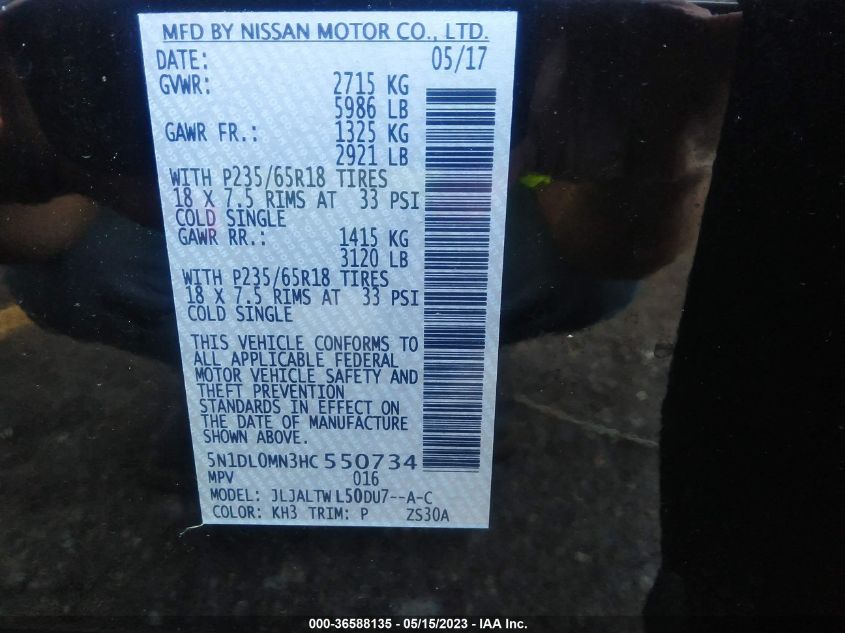 MFD BY NISSAN MOTOR CO., LTD.
DATE: 05/17
GVWR: 2715 KG
5986 LB
GAWR FR.: 1325 KG
2921 LB
WITH P235/65R18 TIRES
18 X 7.5 RIMS AT 33 PSI
COLD SINGLE
GAWR RR.: 1415 KG
3120 LB
WITH P235/65R18 TIRES
18 X 7.5 RIMS AT 33 PSI
COLD SINGLE
THIS VEHICLE CONFORMS TO
ALL APPLICABLE FEDERAL
MOTOR VEHICLE SAFETY AND
THEFT PREVENTION
STANDARDS IN EFFECT ON
THE DATE OF MANUFACTURE
SHOWN ABOVE.
5N1DL0MN3HC550734
MPV 016
MODEL: JLJALTWL50DU7--A-C
COLOR: KH3 TRIM: P ZS30A
000-36588135 - 05/15/2023 - IAA Inc.